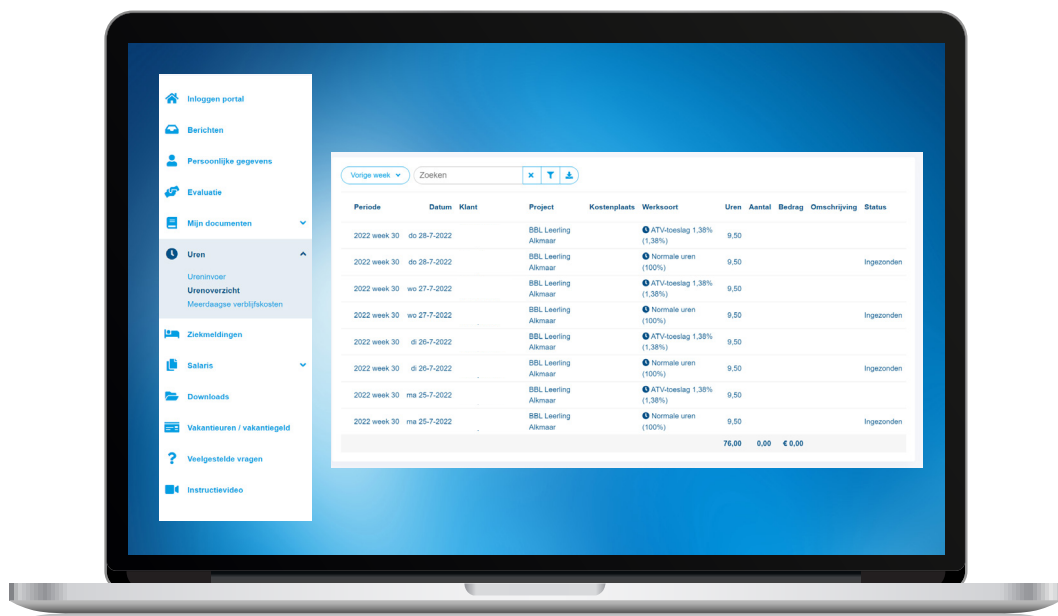 Inloggen portal
Berichten
Persoonlijke gegevens
Evaluatie
Mijn documenten
Uren
Ureninvoer
Urenoverzicht
Meerdaagse verblijfskosten
Ziekmeldingen
Salaris
Downloads
Vakantieuren / vakantiegeld
Veelgestelde vragen
Instructievideo
Vorige week Zoeken
Periode Datum Klant Project Kostenplaats Werksoort Uren Aantal Bedrag Omschrijving Status
2022 week 30 do 28-7-2022 BBL Leerling ATV-toeslag 1,38% 9,50
Alkmaar (1,38%)
2022 week 30 do 28-7-2022 BBL Leerling Normale uren 9,50 Ingezonden
Alkmaar (100%)
2022 week 30 wo 27-7-2022 BBL Leerling ATV-toeslag 1,38% 9,50
Alkmaar (1,38%)
2022 week 30 wo 27-7-2022 BBL Leerling Normale uren 9,50 Ingezonden
Alkmaar (100%)
2022 week 30 di 26-7-2022 BBL Leerling ATV-toeslag 1,38% 9,50
Alkmaar (1,38%)
2022 week 30 di 26-7-2022 BBL Leerling Normale uren 9,50 Ingezonden
Alkmaar (100%)
2022 week 30 ma 25-7-2022 BBL Leerling ATV-toeslag 1,38% 9,50
Alkmaar (1,38%)
2022 week 30 ma 25-7-2022 BBL Leerling Normale uren 9,50 Ingezonden
Alkmaar (100%)
76,00 0,00 € 0,00